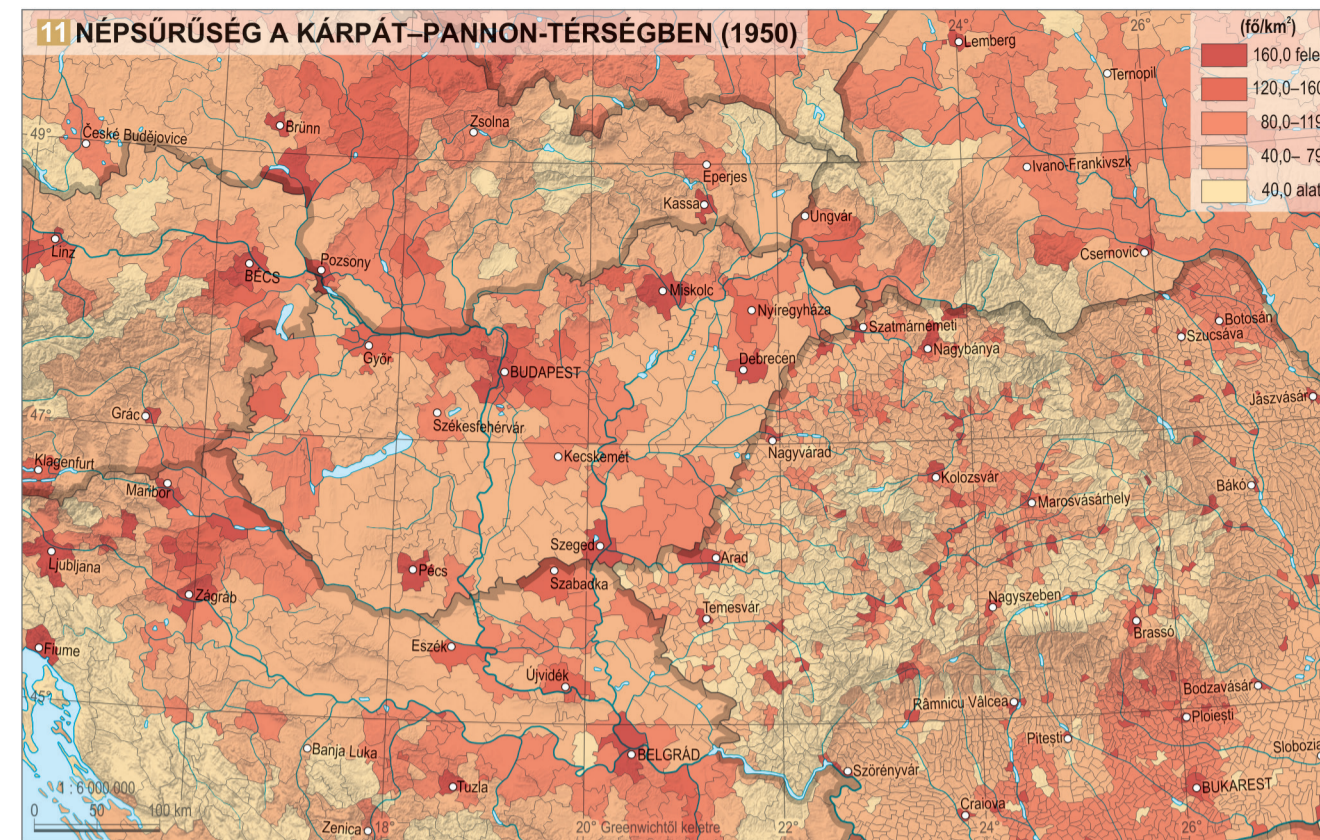 11 NÉPSŰRŰSÉG A KÁRPÁT–PANNON-TÉRSÉGBEN (1950)
24°
26°
(fő/km²)
160,0 fele
120,0–160
80,0–119
40,0– 79
40,0 alat
Lemberg
Ternopil
49°
České Budějovice
Brünn
Zsolna
Eperjes
Ivano-Frankivszk
Kassa
Ungvár
Linz
BÉCS
Pozsony
Csernovic
Miskolc
Nyíregyháza
Szatmárnémeti
Botosán
Szucsáva
Győr
Nagybánya
Debrecen
BUDAPEST
Jászvásár
47°
Grác
Székesfehérvár
Nagyvárad
Klagenfurt
Kecskemét
Kolozsvár
Maribor
Marosvásárhely
Bákó
Szeged
Arad
Ljubljana
Pécs
Szabadka
Zágráb
Temesvár
Nagyszeben
Brassó
Fiume
Eszék
Újvidék
45°
Bodzavásár
Râmnicu Vâlcea
Ploiești
Banja Luka
BELGRÁD
Pitești
Slobozia
Szörényvár
1 : 6 000 000
Tuzla
BUKAREST
0 50 100 km
Craiova
Zenica
18°
20° Greenwichtől keletre
22°
24°
26°